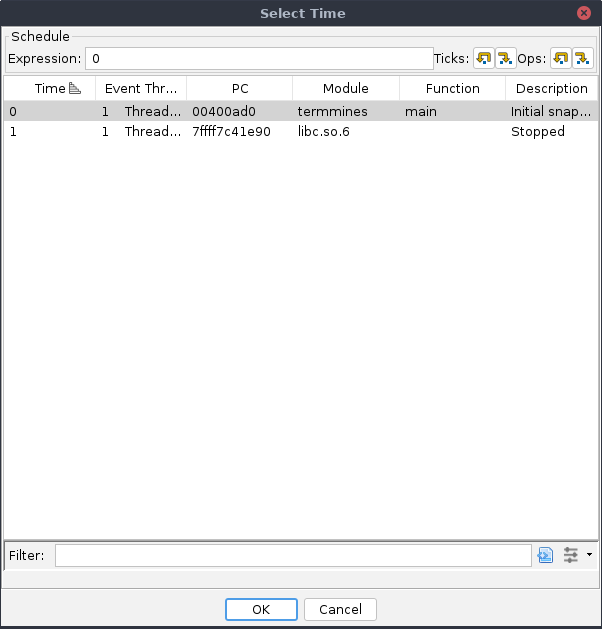 Select Time
Schedule
Expression: 0 Ticks: Ops:
Time Event Thr... PC Module Function Description
0 1 Thread... 00400ad0 termmines main Initial snap...
1 1 Thread... 7ffff7c41e90 libc.so.6 Stopped
Filter:
OK Cancel